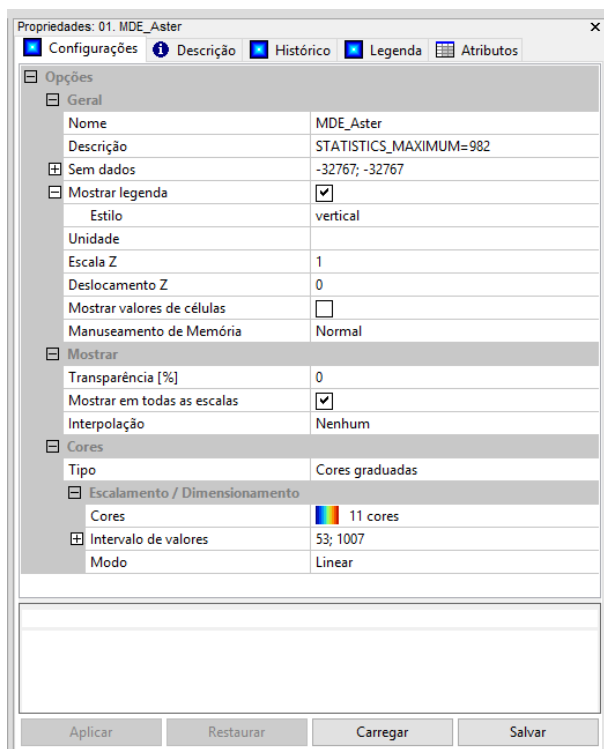 Propriedades: 01. MDE_Aster
Configurações Descrição Histórico Legenda Atributos
Opções
Geral
Nome MDE_Aster
Descrição STATISTICS_MAXIMUM=982
Sem dados -32767; -32767
Mostrar legenda
Estilo vertical
Unidade
Escala Z 1
Deslocamento Z 0
Mostrar valores de células
Manuseamento de Memória Normal
Mostrar
Transparência [%] 0
Mostrar em todas as escalas
Interpolação Nenhum
Cores
Tipo Cores graduadas
Escalamento / Dimensionamento
Cores 11 cores
Intervalo de valores 53; 1007
Modo Linear
Aplicar Restaurar Carregar Salvar